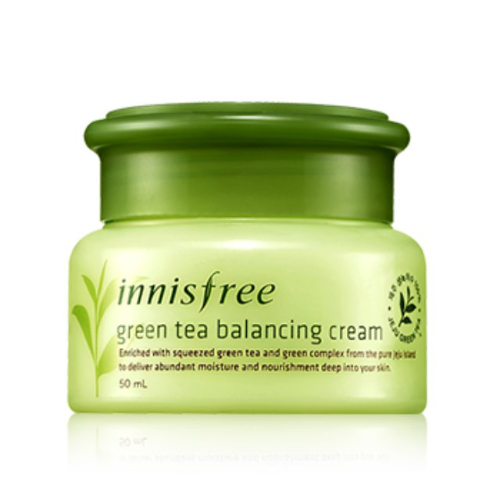 innisfree
green tea balancing cream
Enriched with squeezed green tea and green complex from the pure Jeju Island
to deliver abundant moisture and nourishment deep into your skin.
50 mL